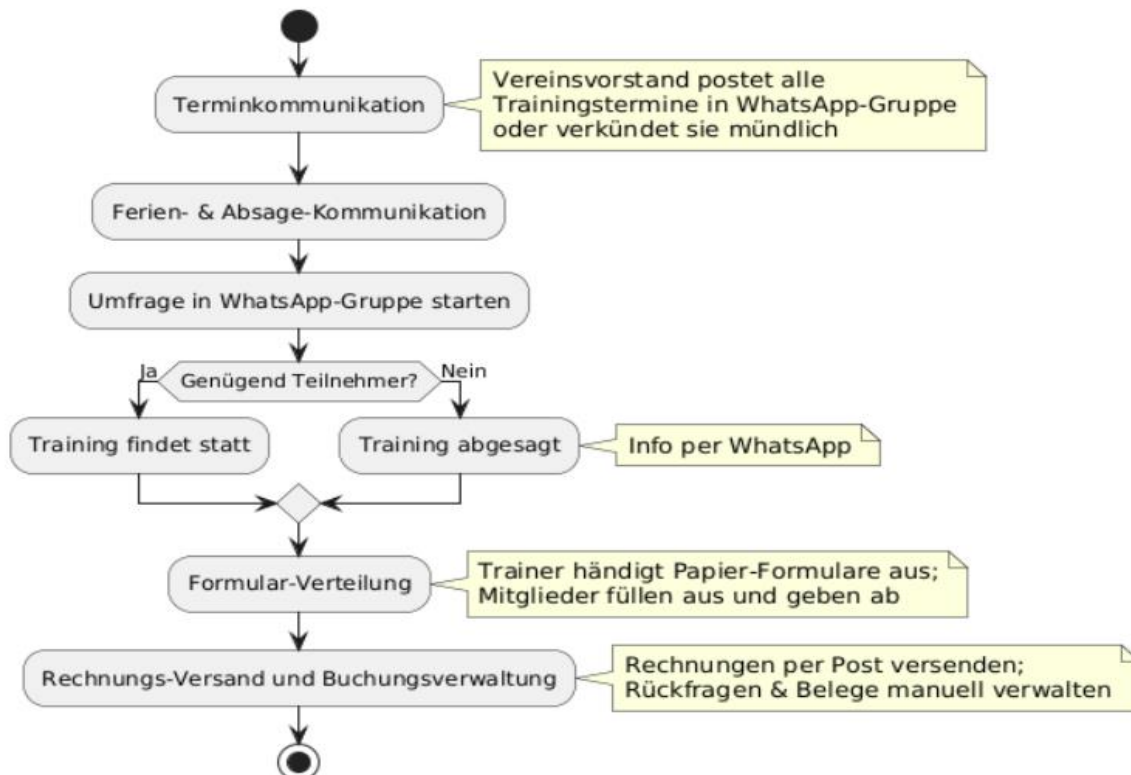 Terminkommunikation
Vereinsvorstand postet alle
Trainingstermine in WhatsApp-Gruppe
oder verkündet sie mündlich
Ferien- & Absage-Kommunikation
Umfrage in WhatsApp-Gruppe starten
Ja
Genügend Teilnehmer?
Nein
Training findet statt
Training abgesagt
Info per WhatsApp
Formular-Verteilung
Trainer händigt Papier-Formulare aus;
Mitglieder füllen aus und geben ab
Rechnungs-Versand und Buchungsverwaltung
Rechnungen per Post versenden;
Rückfragen & Belege manuell verwalten